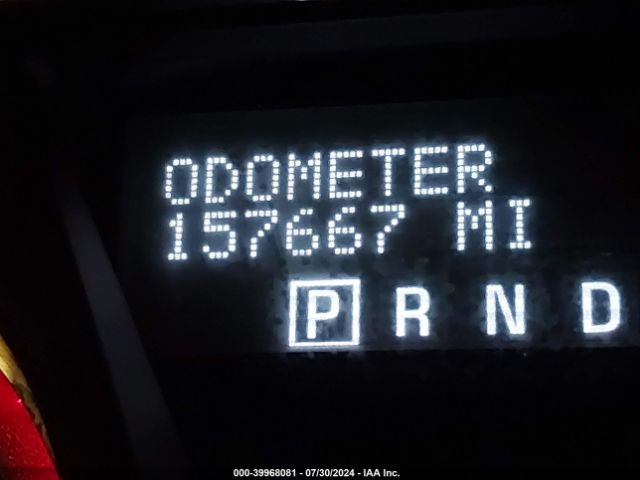 ODOMETER
157667 MI
P R N D
000-39968081 - 07/30/2024 - IAA Inc.